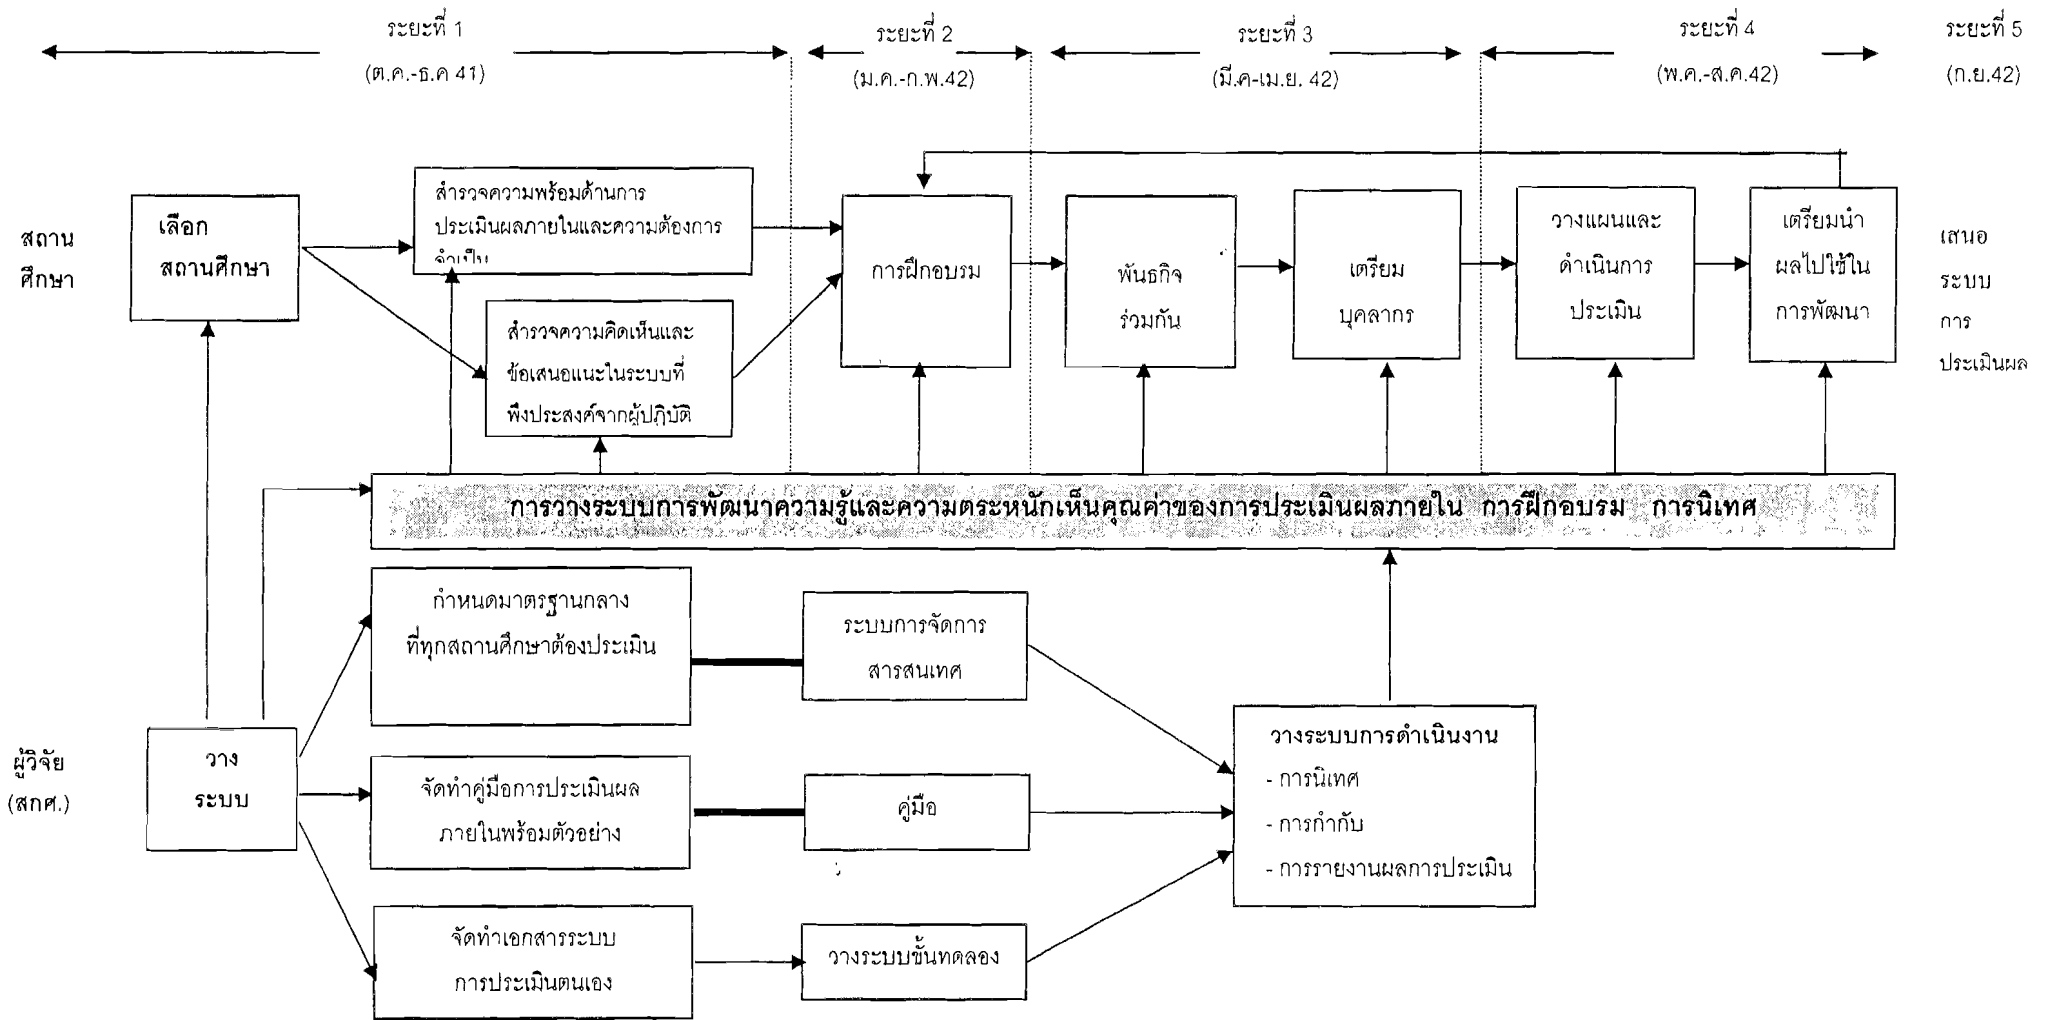 ระยะที่ 1
(ต.ค.-ธ.ค 41)
ระยะที่ 2
(ม.ค.-ก.พ.42)
ระยะที่ 3
(มี.ค-เม.ย. 42)
ระยะที่ 4
(พ.ค.-ส.ค.42)
ระยะที่ 5
(ก.ย.42)
สถาน
ศึกษา
เลือก
สถานศึกษา
สำรวจความพร้อมด้านการ
ประเมินผลภายในและความต้องการ
จำเป็น
สำรวจความคิดเห็นและ
ข้อเสนอแนะในระบบที่
พึงประสงค์จากผู้ปฏิบัติ
การฝึกอบรม
พันธกิจ
ร่วมกัน
เตรียม
บุคลากร
วางแผนและ
ดำเนินการ
ประเมิน
เตรียมนำ
ผลไปใช้ใน
การพัฒนา
เสนอ
ระบบ
การ
ประเมินผล
การวางระบบการพัฒนาความรู้และความตระหนักเห็นคุณค่าของการประเมินผลภายใน การฝึกอบรม การนิเทศ
ผู้วิจัย
(สกศ.)
วาง
ระบบ
กำหนดมาตรฐานกลาง
ที่ทุกสถานศึกษาต้องประเมิน
จัดทำคู่มือการประเมินผล
ภายในพร้อมตัวอย่าง
จัดทำเอกสารระบบ
การประเมินตนเอง
ระบบการจัดการ
สารสนเทศ
คู่มือ
วางระบบขั้นทดลอง
วางระบบการดำเนินงาน
- การนิเทศ
- การกำกับ
- การรายงานผลการประเมิน